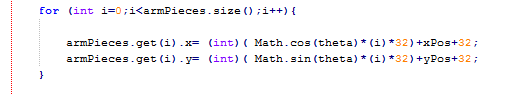 for (int i=0;i<armPieces.size();i++){
armPieces.get(i).x= (int)( Math.cos(theta)*(i)*32)+xPos+32;
armPieces.get(i).y= (int)( Math.sin(theta)*(i)*32)+yPos+32;
}